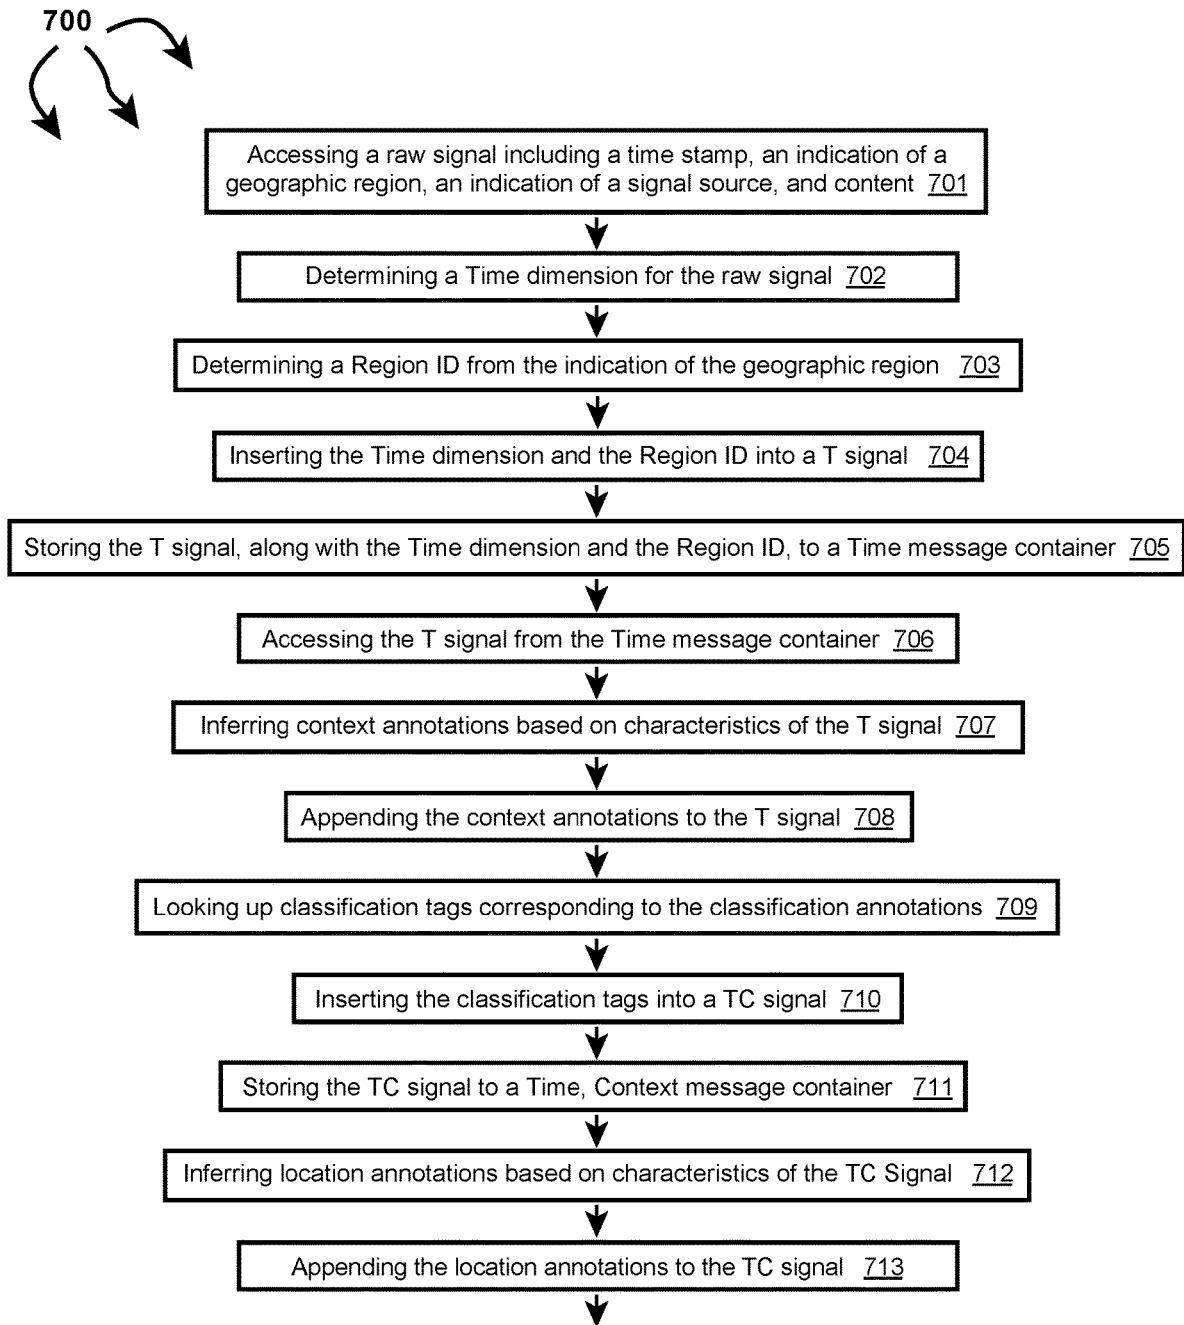 700
Accessing a raw signal including a time stamp, an indication of a
geographic region, an indication of a signal source, and content 701
Determining a Time dimension for the raw signal 702
Determining a Region ID from the indication of the geographic region 703
Inserting the Time dimension and the Region ID into a T signal 704
Storing the T signal, along with the Time dimension and the Region ID, to a Time message container 705
Accessing the T signal from the Time message container 706
Inferring context annotations based on characteristics of the T signal 707
Appending the context annotations to the T signal 708
Looking up classification tags corresponding to the classification annotations 709
Inserting the classification tags into a TC signal 710
Storing the TC signal to a Time, Context message container 711
Inferring location annotations based on characteristics of the TC Signal 712
Appending the location annotations to the TC signal 713